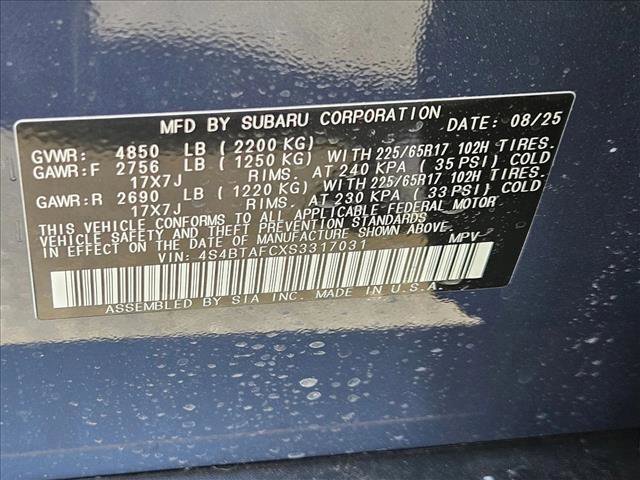 MFD BY SUBARU CORPORATION DATE: 08/25
GVWR: 4850 LB ( 2200 KG)
GAWR:F 2756 LB ( 1250 KG) WITH 225/65R17 102H TIRES.
17X7J RIMS. AT 240 KPA ( 35 PSI) COLD
GAWR:R 2690 LB ( 1220 KG) WITH 225/65R17 102H TIRES.
17X7J RIMS. AT 230 KPA ( 33 PSI) COLD
THIS VEHICLE CONFORMS TO ALL APPLICABLE FEDERAL MOTOR
VEHICLE SAFETY AND THEFT PREVENTION STANDARDS
IN EFFECT ON THE DATE OF MANUFACTURE SHOWN ABOVE.
VIN: 4S4BTAFCXS3317031 MPV
ASSEMBLED BY SIA INC. MADE IN U.S.A.